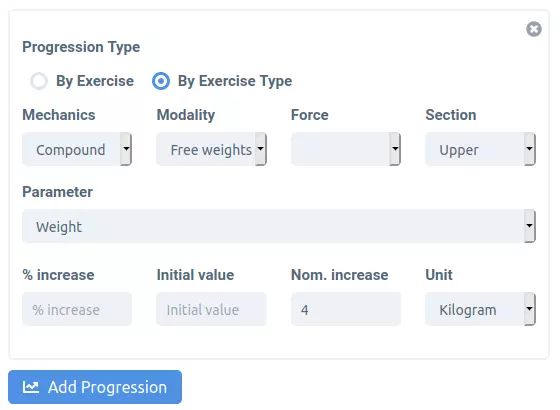 Progression Type
By Exercise By Exercise Type
Mechanics Modality Force Section
Compound Free weights Upper
Parameter
Weight
% increase Initial value Nom. increase Unit
% increase Initial value 4 Kilogram
Add Progression